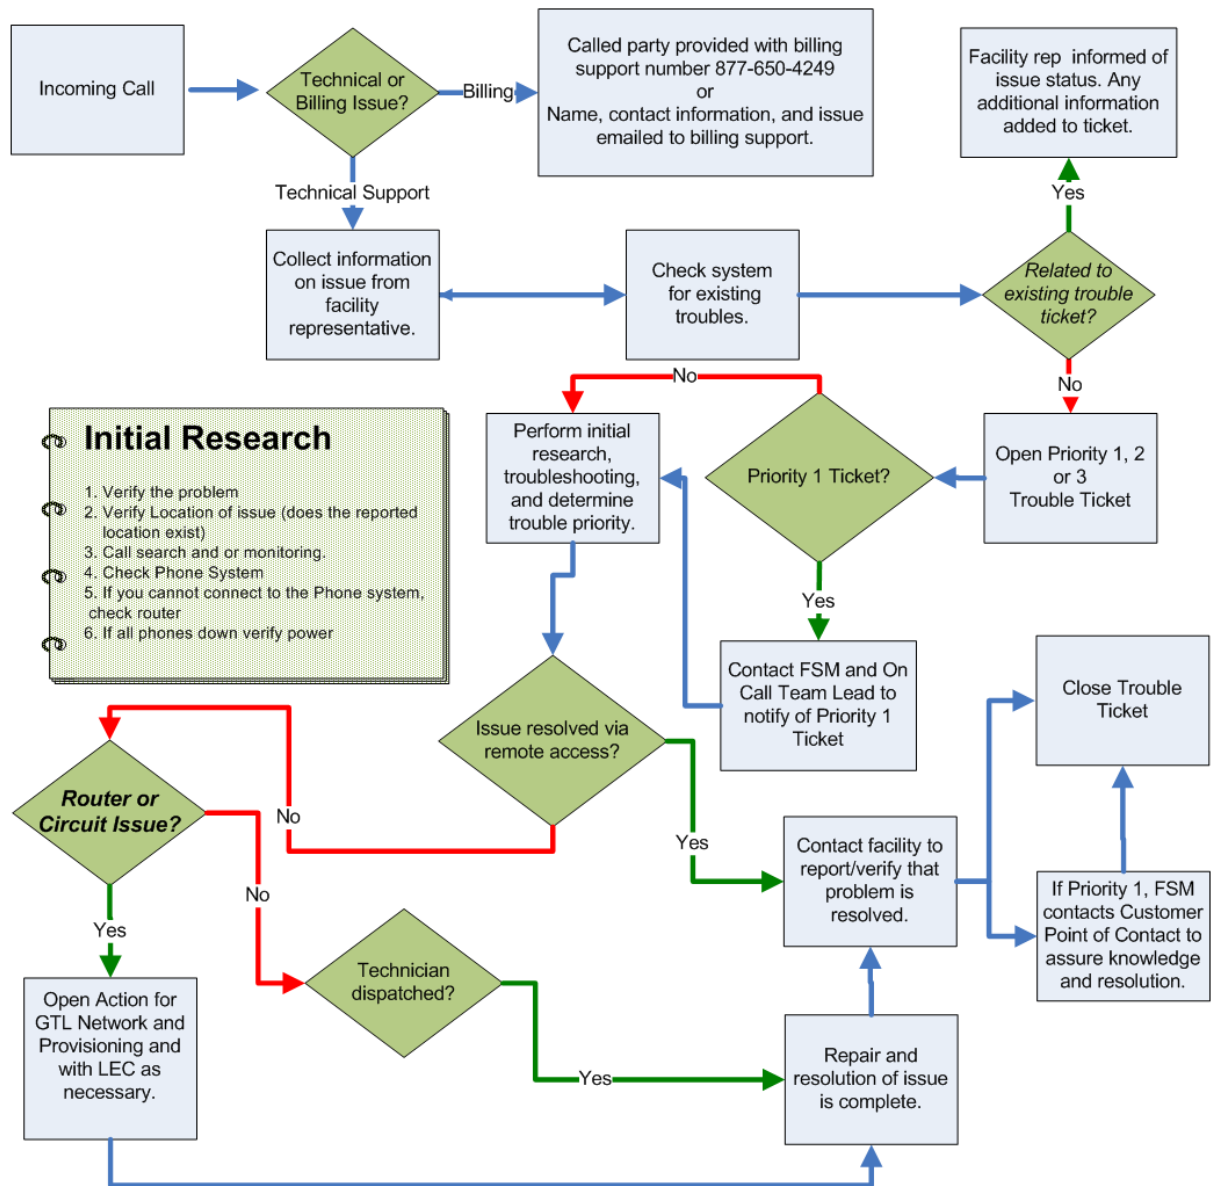 Incoming Call
Technical or
Billing Issue?
Billing
Called party provided with billing
support number 877-650-4249
or
Name, contact information, and issue
emailed to billing support.
Facility rep informed of
issue status. Any
additional information
added to ticket.
Technical Support
Yes
Collect information
on issue from
facility
representative.
Check system
for existing
troubles.
Related to
existing trouble
ticket?
No
No
Initial Research
1. Verify the problem
2. Verify Location of issue (does the reported
location exist)
3. Call search and or monitoring.
4. Check Phone System
5. If you cannot connect to the Phone system,
check router
6. If all phones down verify power
Perform initial
research,
troubleshooting,
and determine
trouble priority.
Priority 1 Ticket?
Open Priority 1, 2
or 3
Trouble Ticket
Yes
Contact FSM and On
Call Team Lead to
notify of Priority 1
Ticket
Close Trouble
Ticket
Issue resolved via
remote access?
Router or
Circuit Issue?
No
Yes
Contact facility to
report/verify that
problem is
resolved.
If Priority 1, FSM
contacts Customer
Point of Contact to
assure knowledge
and resolution.
No
Yes
Technician
dispatched?
Open Action for
GTL Network and
Provisioning and
with LEC as
necessary.
Yes
Repair and
resolution of issue
is complete.